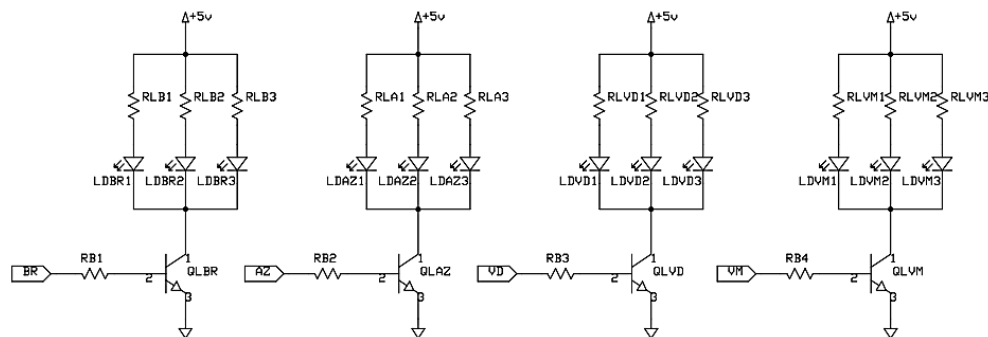 +5v +5v +5v +5v
RLB1 RLB2 RLB3 RLA1 RLA2 RLA3 RLVD1 RLVD2 RLVD3 RLVM1 RLVM2 RLVM3
LDBR1 LDBR2 LDBR3 LDAZ1 LDAZ2 LDAZ3 LDVD1 LDVD2 LDVD3 LDVM1 LDVM2 LDVM3
BR RB1 2 1 QLBR 3 AZ RB2 2 1 QLAZ 3 VD RB3 2 1 QLVD 3 VM RB4 2 1 QLVM 3